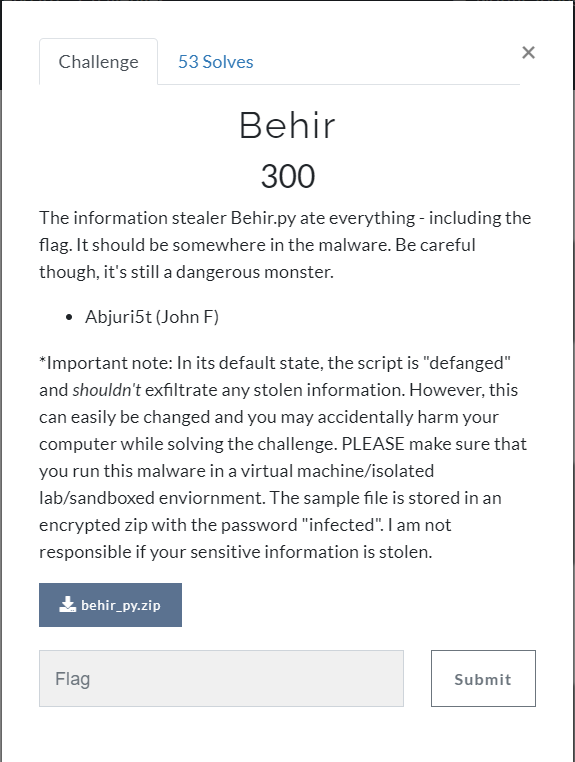 Challenge
53 Solves
×
Behir
300
The information stealer Behir.py ate everything - including the
flag. It should be somewhere in the malware. Be careful
though, it's still a dangerous monster.
• Abjuri5t (John F)
*Important note: In its default state, the script is "defanged"
and shouldn't exfiltrate any stolen information. However, this
can easily be changed and you may accidentally harm your
computer while solving the challenge. PLEASE make sure that
you run this malware in a virtual machine/isolated
lab/sandboxed enviornment. The sample file is stored in an
encrypted zip with the password "infected". I am not
responsible if your sensitive information is stolen.
behir_py.zip
Flag
Submit